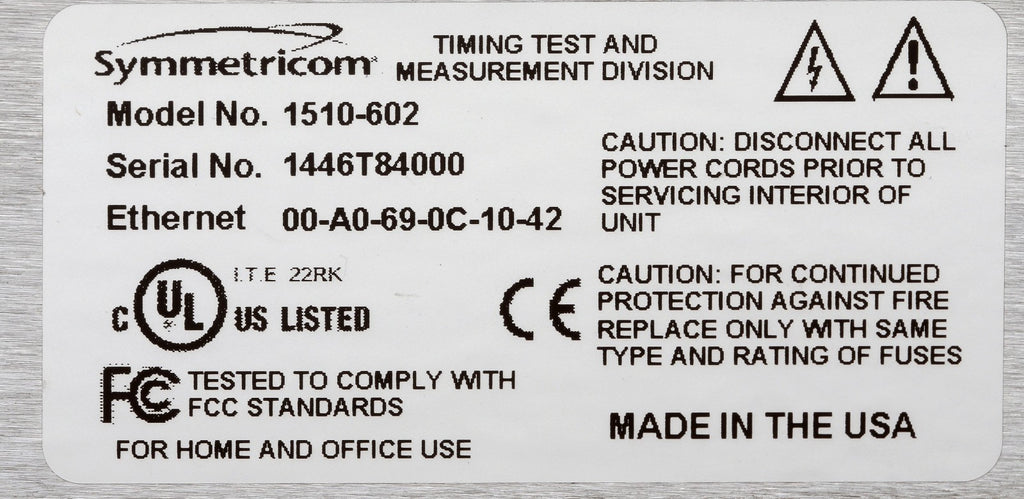 Symmetricom
TIMING TEST AND
MEASUREMENT DIVISION
Model No. 1510-602
Serial No. 1446T84000
Ethernet 00-A0-69-0C-10-42
CAUTION: DISCONNECT ALL
POWER CORDS PRIOR TO
SERVICING INTERIOR OF
UNIT
I.T.E 22RK
C UL US LISTED
CE
CAUTION: FOR CONTINUED
PROTECTION AGAINST FIRE
REPLACE ONLY WITH SAME
TYPE AND RATING OF FUSES
FC TESTED TO COMPLY WITH
FCC STANDARDS
FOR HOME AND OFFICE USE
MADE IN THE USA